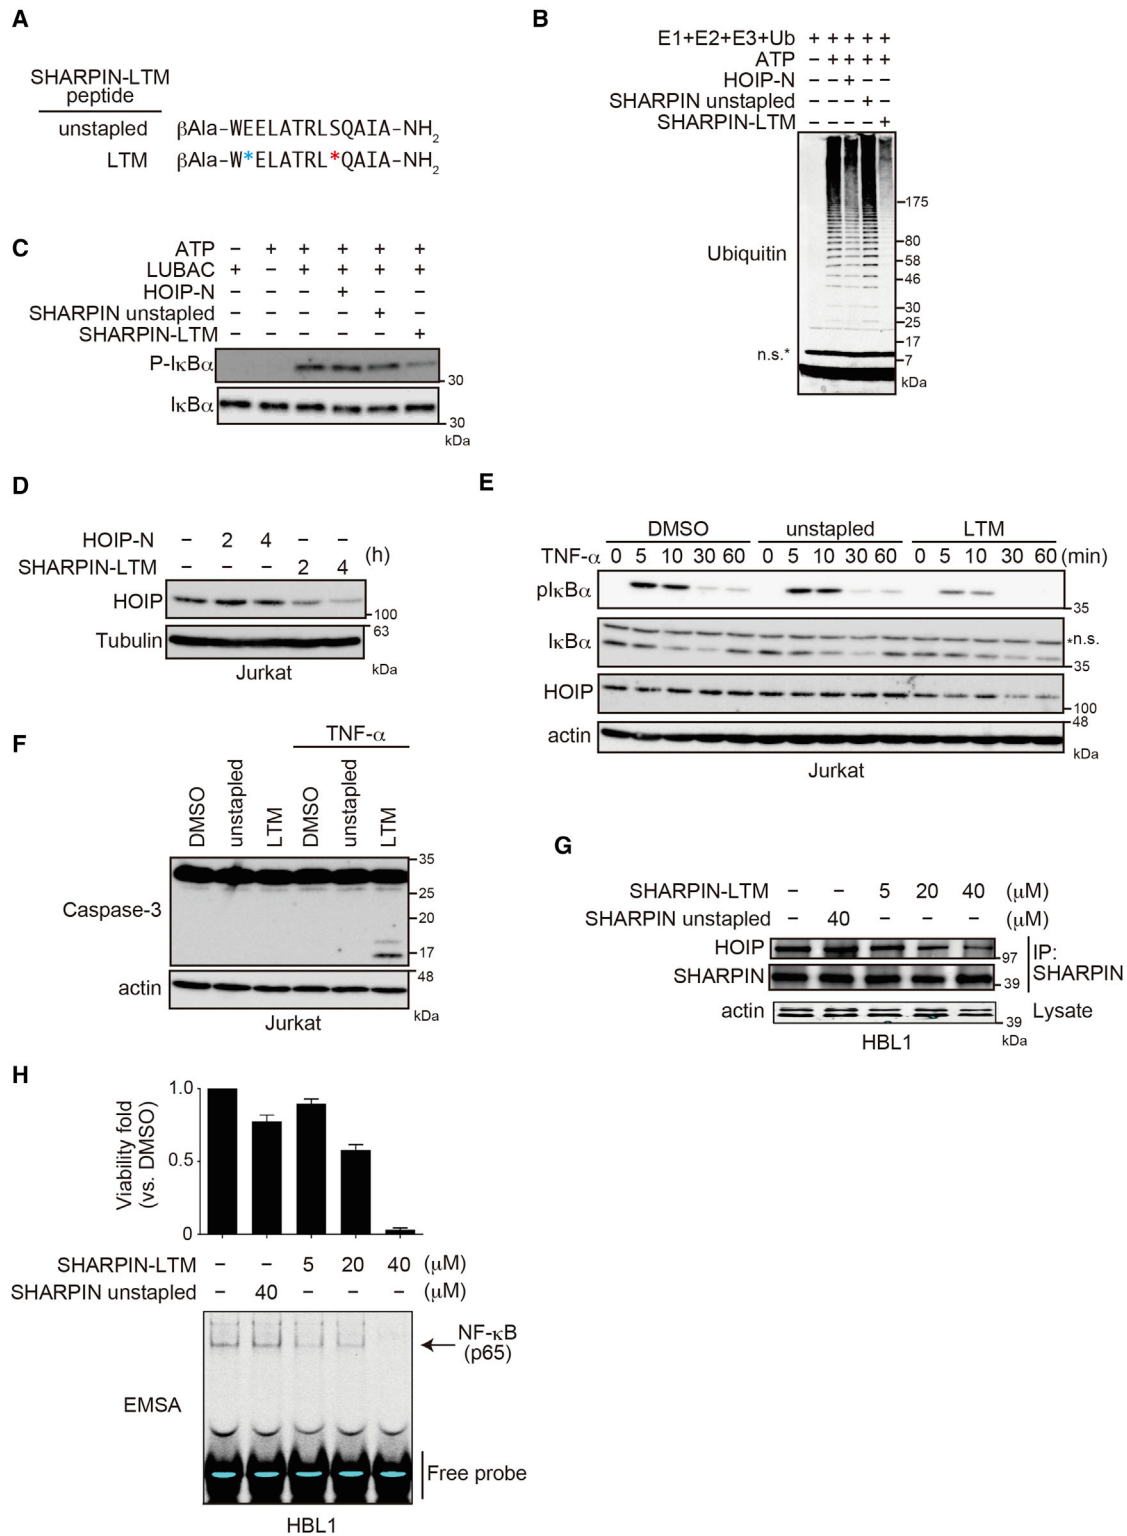 A
SHARPIN-LTM
peptide
unstapled βAla-WEELATRLSQAIA-NH2
LTM βAla-W*ELATRL*QAIA-NH2
B
E1+E2+E3+Ub + + + + +
ATP - + + + +
HOIP-N - - + - -
SHARPIN unstapled - - - + -
SHARPIN-LTM - - - - +
Ubiquitin
175
80
58
46
30
25
17
n.s.*
7
kDa
C
ATP - + + + + +
LUBAC + - + + + +
HOIP-N - - - + - -
SHARPIN unstapled - - - - + -
SHARPIN-LTM - - - - - +
P-IκBα
30
IκBα
30
kDa
D
HOIP-N - 2 4 - -
SHARPIN-LTM - - - 2 4
(h)
HOIP
100
Tubulin
63
kDa
Jurkat
E
DMSO unstapled LTM
TNF-α 0 5 10 30 60 0 5 10 30 60 0 5 10 30 60 (min)
pIκBα
35
IκBα
*n.s.
35
HOIP
100
actin
48
kDa
Jurkat
F
TNF-α
DMSO unstapled LTM DMSO unstapled LTM
Caspase-3
35
25
20
17
actin
48
kDa
Jurkat
G
SHARPIN-LTM - - 5 20 40 (μM)
SHARPIN unstapled - 40 - - - (μM)
HOIP
97
SHARPIN
39
IP:
SHARPIN
actin
39
Lysate
kDa
HBL1
H
Viability fold
(vs. DMSO)
1.0
0.5
0
SHARPIN-LTM - - 5 20 40 (μM)
SHARPIN unstapled - 40 - - - (μM)
NF-κB
(p65)
EMSA
Free probe
HBL1